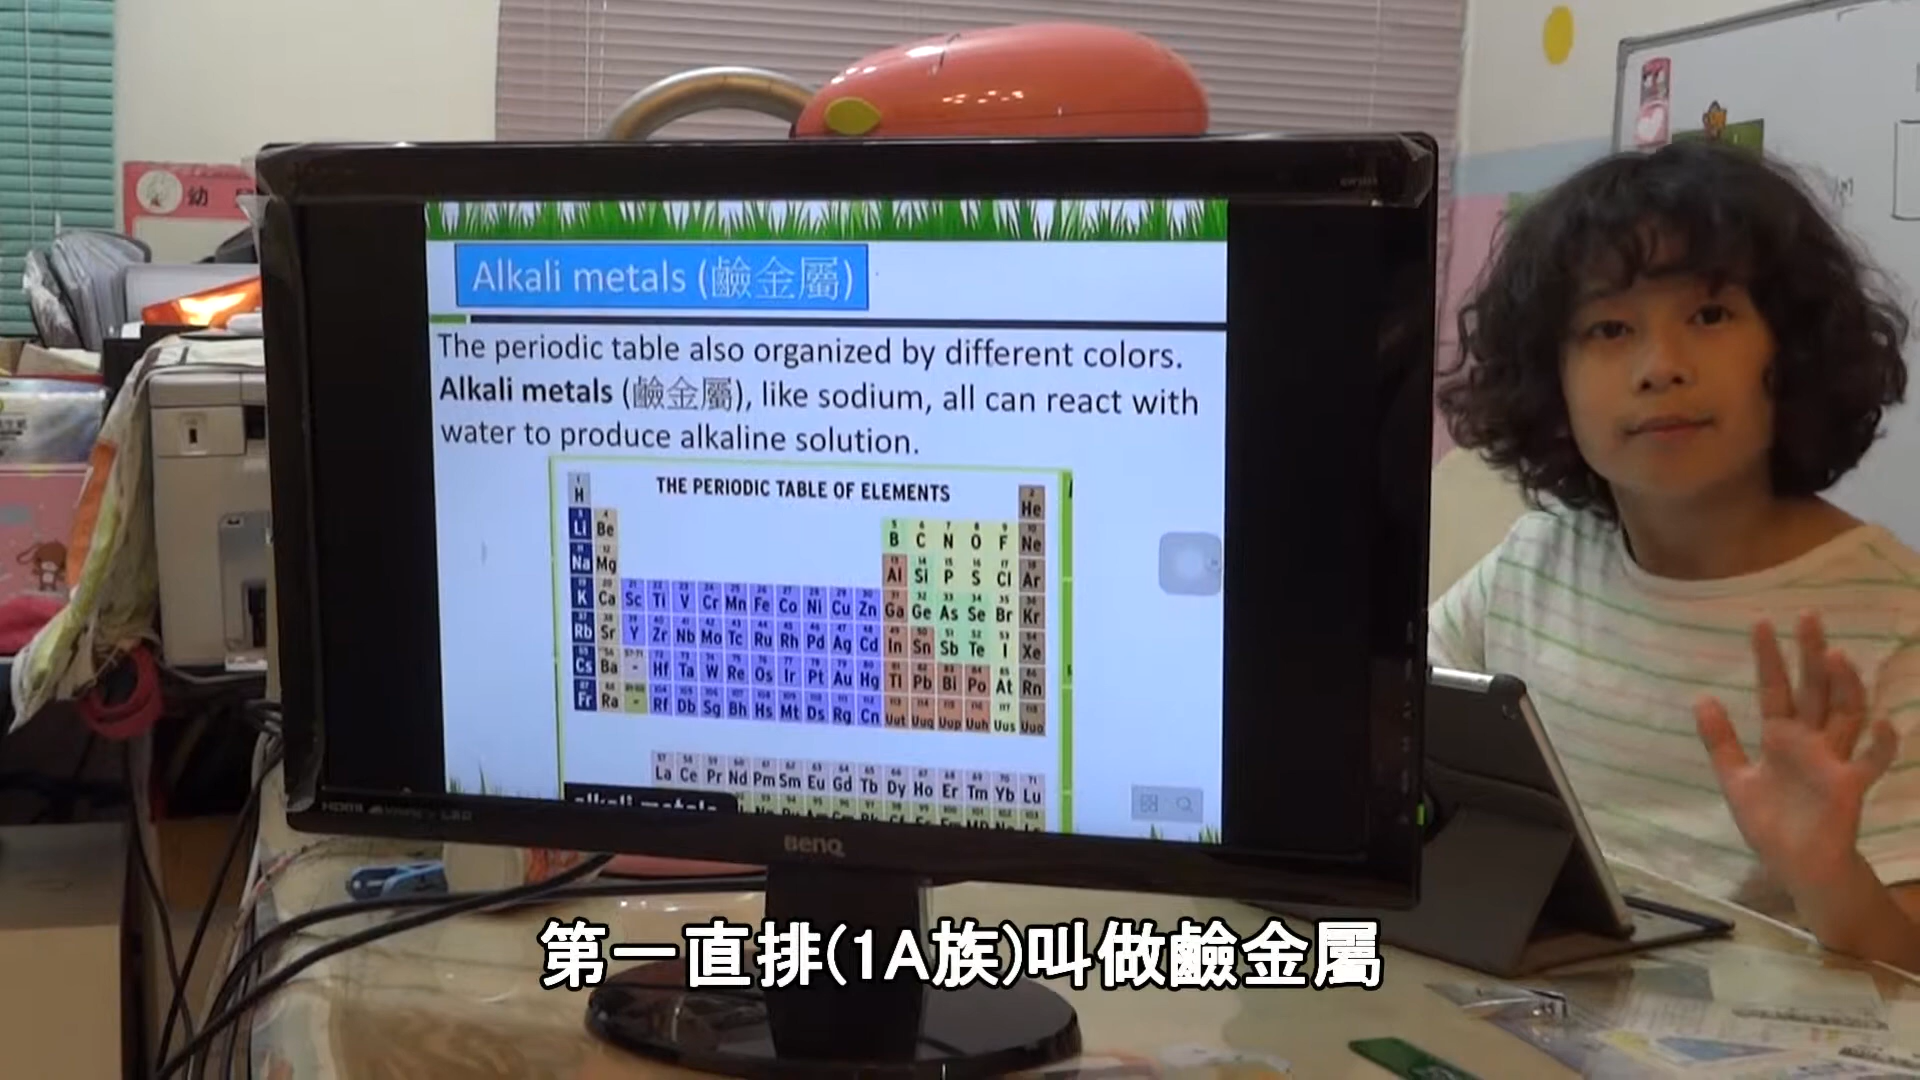 幼
Alkali metals (鹼金屬)
The periodic table also organized by different colors.
Alkali metals (鹼金屬), like sodium, all can react with
water to produce alkaline solution.
THE PERIODIC TABLE OF ELEMENTS
H He
Li Be B C N O F Ne
Na Mg Al Si P S Cl Ar
K Ca Sc Ti V Cr Mn Fe Co Ni Cu Zn Ga Ge As Se Br Kr
Rb Sr Y Zr Nb Mo Tc Ru Rh Pd Ag Cd In Sn Sb Te I Xe
Cs Ba - Hf Ta W Re Os Ir Pt Au Hg Tl Pb Bi Po At Rn
Fr Ra - Rf Db Sg Bh Hs Mt Ds Rg Cn Uut Uuq Uup Uuh Uus Uuo
La Ce Pr Nd Pm Sm Eu Gd Tb Dy Ho Er Tm Yb Lu
alkali metals
HDMI
BenQ
第一直排(1A族)叫做鹼金屬